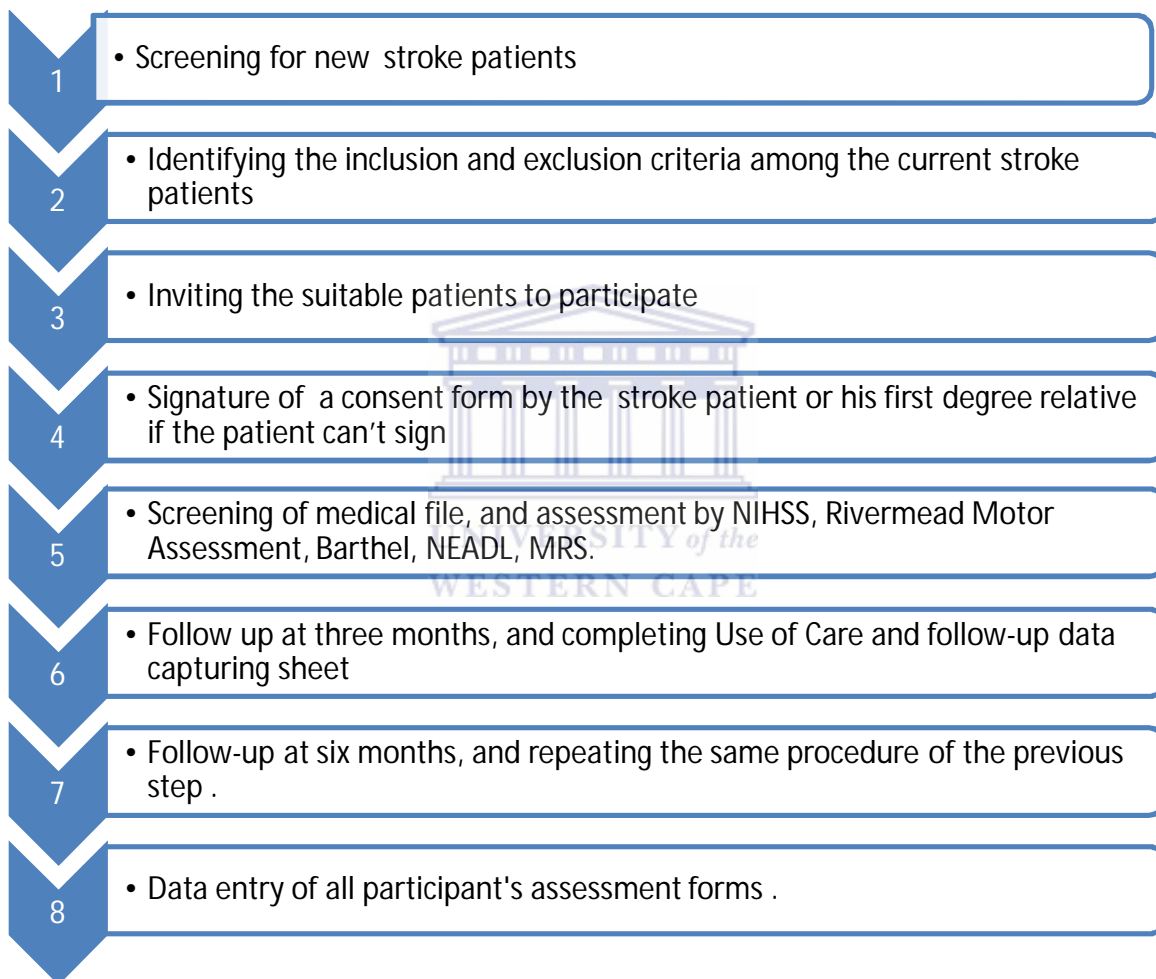 1
• Screening for new stroke patients
2
• Identifying the inclusion and exclusion criteria among the current stroke
patients
3
• Inviting the suitable patients to participate
4
• Signature of a consent form by the stroke patient or his first degree relative
if the patient can't sign
5
• Screening of medical file, and assessment by NIHSS, Rivermead Motor
Assessment, Barthel, NEADL, MRS.
UNIVERSITY of the
WESTERN CAPE
6
• Follow up at three months, and completing Use of Care and follow-up data
capturing sheet
7
• Follow-up at six months, and repeating the same procedure of the previous
step .
8
• Data entry of all participant's assessment forms .